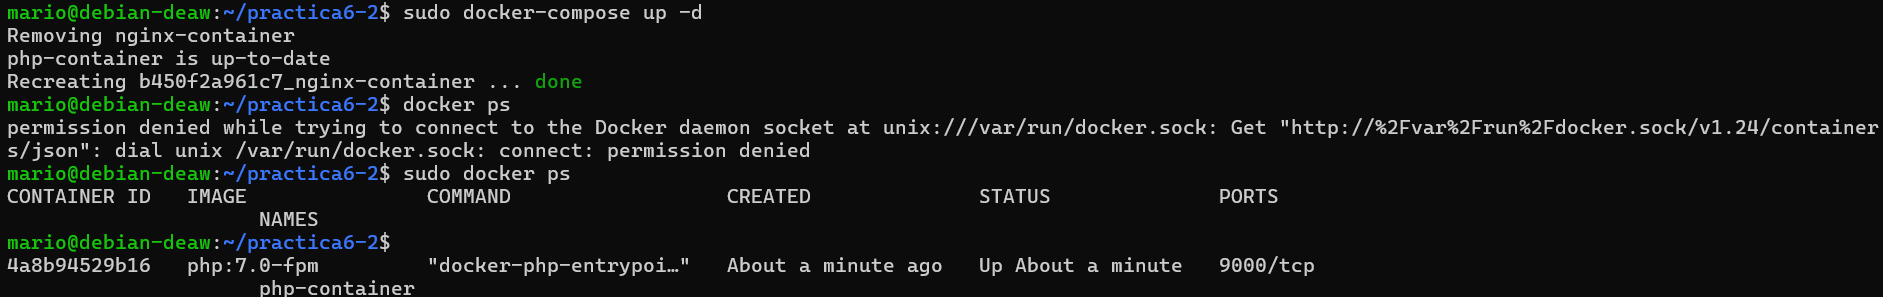 mario@debian-deaw:~/practica6-2$ sudo docker-compose up -d
Removing nginx-container
php-container is up-to-date
Recreating b450f2a961c7_nginx-container ... done
mario@debian-deaw:~/practica6-2$ docker ps
permission denied while trying to connect to the Docker daemon socket at unix:///var/run/docker.sock: Get "http://%2Fvar%2Frun%2Fdocker.sock/v1.24/container
s/json": dial unix /var/run/docker.sock: connect: permission denied
mario@debian-deaw:~/practica6-2$ sudo docker ps
CONTAINER ID   IMAGE               COMMAND                  CREATED              STATUS              PORTS
                     NAMES
mario@debian-deaw:~/practica6-2$
4a8b94529b16   php:7.0-fpm         "docker-php-entrypoi…"   About a minute ago   Up About a minute   9000/tcp
                     php-container